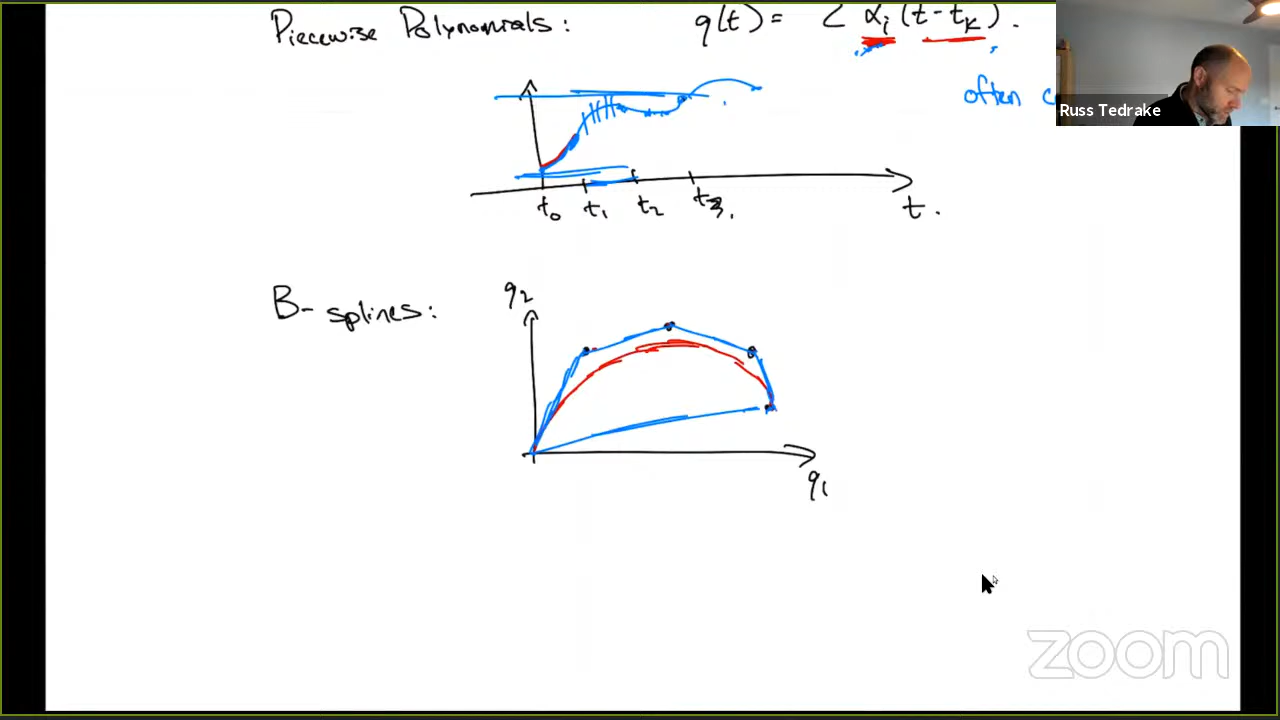 Piecewise Polynomials: q(t) = Σ αᵢ (t - tₖ).
often
Russ Tedrake
t₀ t₁ t₂ t₃. t.
B-splines: q₂
q₁
zoom